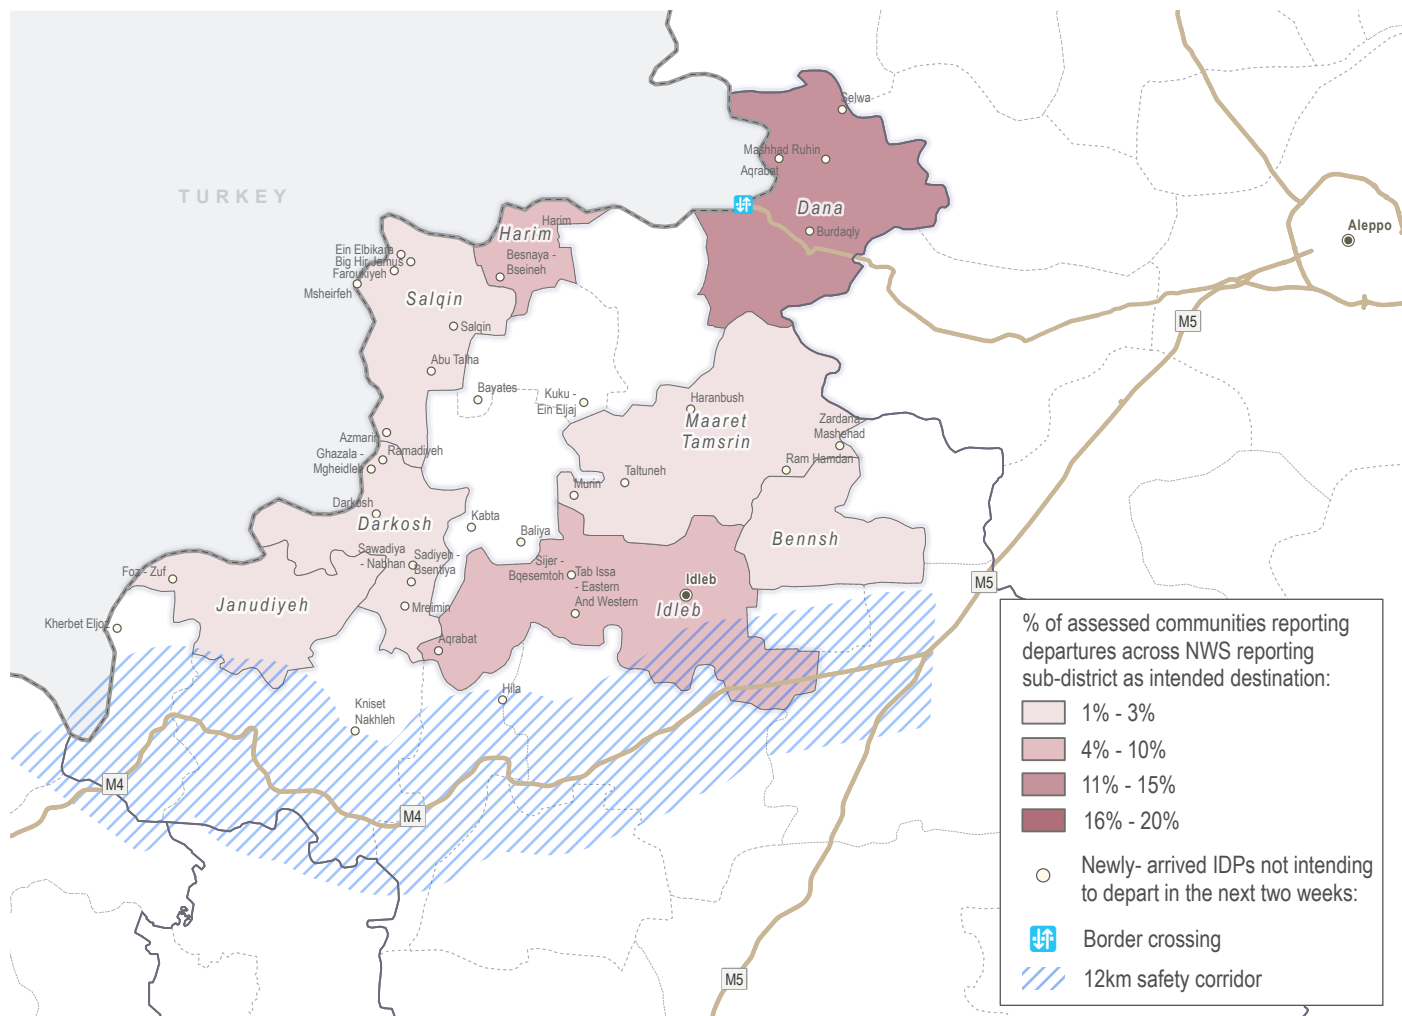 TURKEY
Selwa
Mashhad Ruhin
Aqrabat
Dana
Burdaqly
Aleppo
Harim
Harim
Besnaya -
Bseineh
Ein Elbikara
Big Hir Jamus
Faroukiyeh
Msheirfeh
Salqin
Salqin
Abu Talha
M5
Bayates
Kuku -
Ein Eljaj
Haranbush
Maaret
Tamsrin
Zardana
Mashehad
Azmarin
Ramadiyeh
Ghazala -
Mgheidleh
Ram Hamdan
Taltuneh
Murin
Darkosh
Darkosh
Kabta
Baliya
Bennsh
Sawadiya
- Nabhan
Sadiyeh -
Bsentiya
Sijer -
Bqesemtoh
Tab Issa
- Eastern
And Western
Idleb
Idleb
M5
Foz - Zuf
Janudiyeh
Mreimin
Kherbet Eljoz
Aqrabat
Hila
Kniset
Nakhleh
M4
M4
M5
% of assessed communities reporting
departures across NWS reporting
sub-district as intended destination:
1% - 3%
4% - 10%
11% - 15%
16% - 20%
Newly- arrived IDPs not intending
to depart in the next two weeks:
Border crossing
12km safety corridor